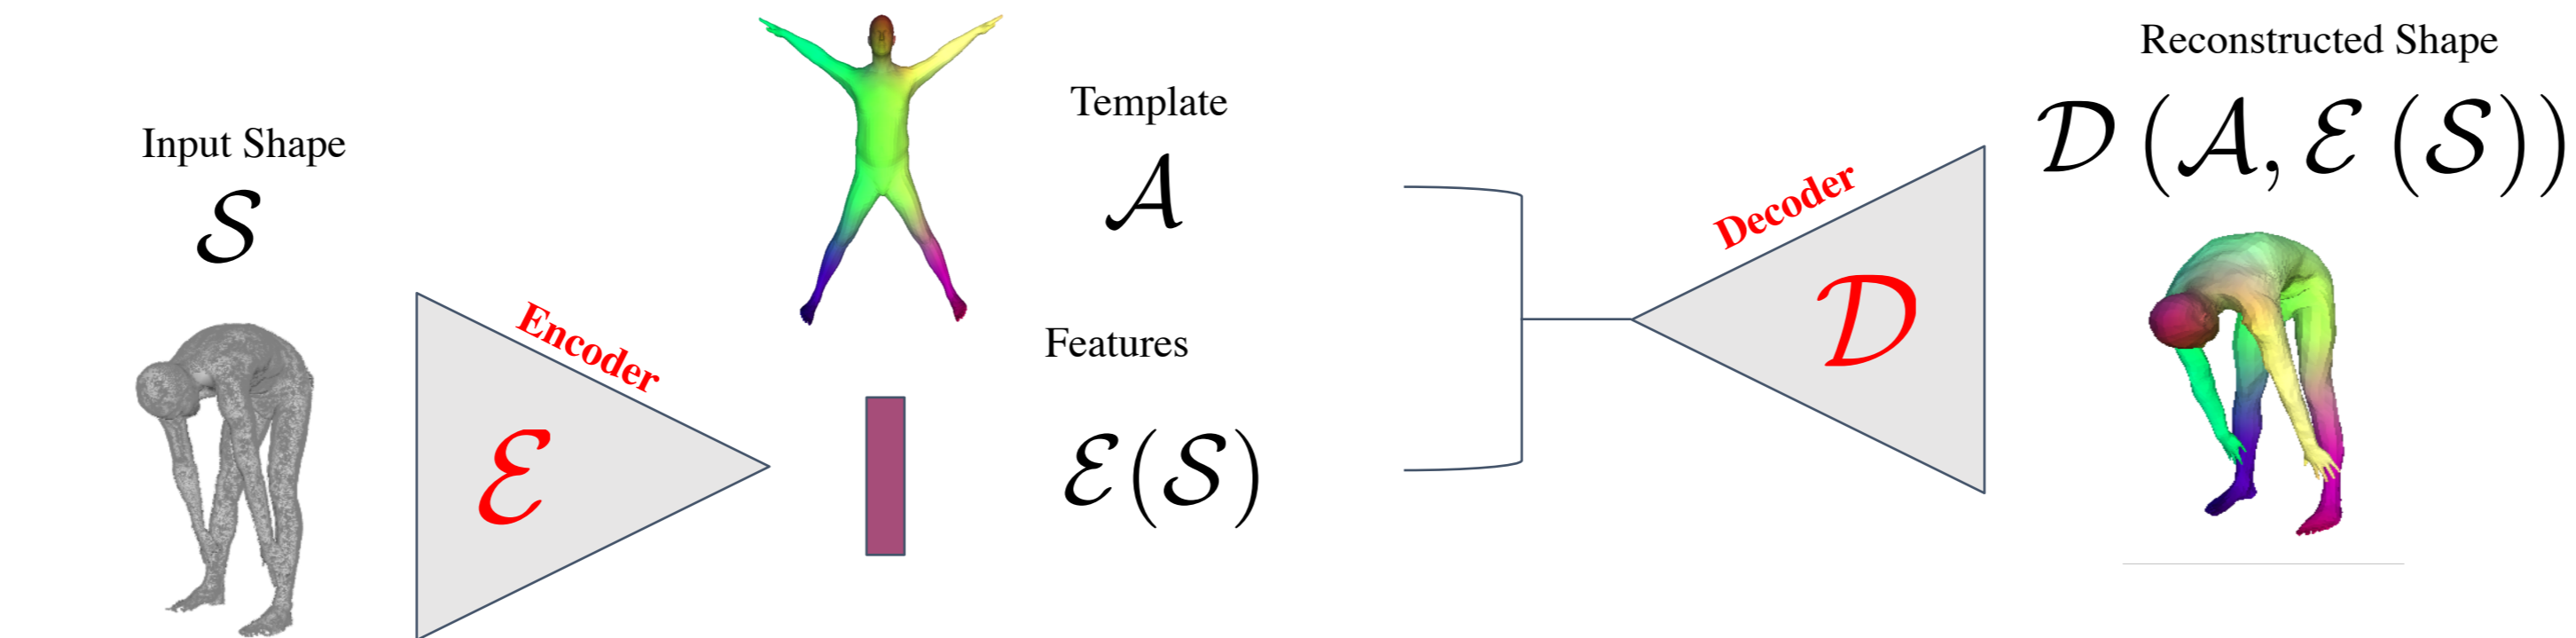 Input Shape
𝒮
Encoder
ℰ
Template
𝒜
Features
ℰ(𝒮)
Decoder
𝒟
Reconstructed Shape
𝒟(𝒜, ℰ(𝒮))